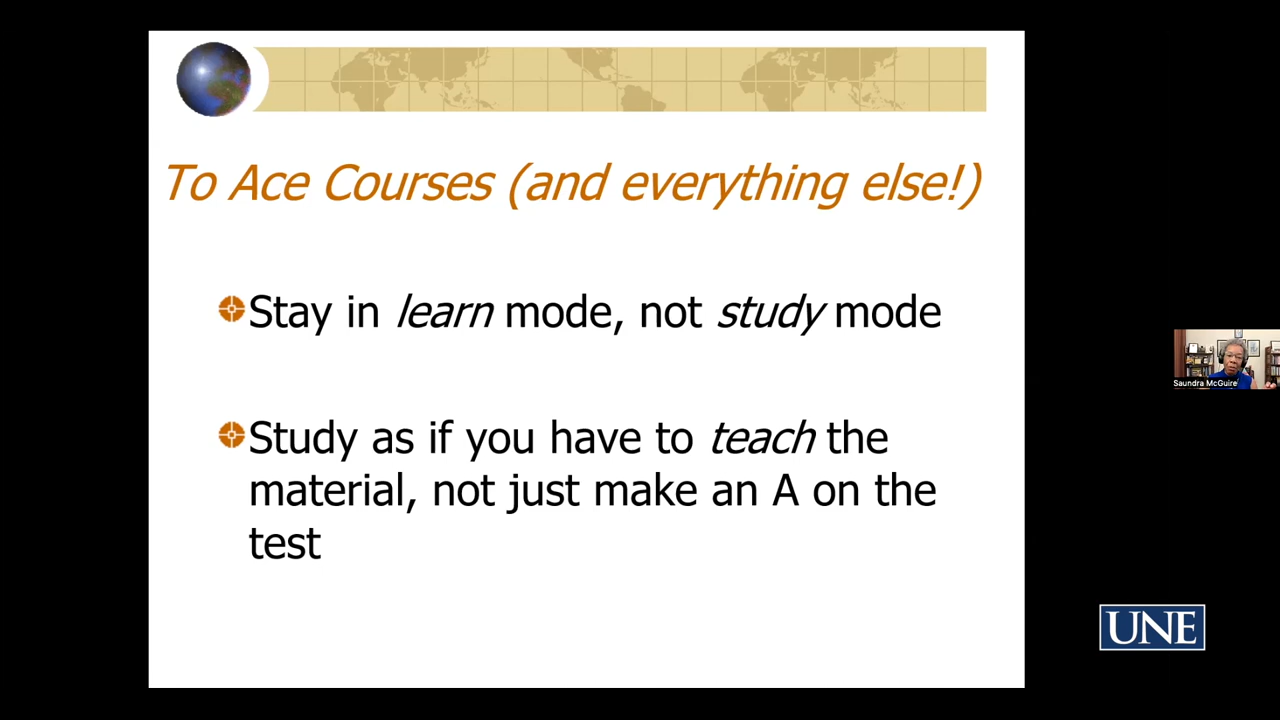 To Ace Courses (and everything else!)
Stay in learn mode, not study mode
Study as if you have to teach the
material, not just make an A on the
test
Saundra McGuire
UNE